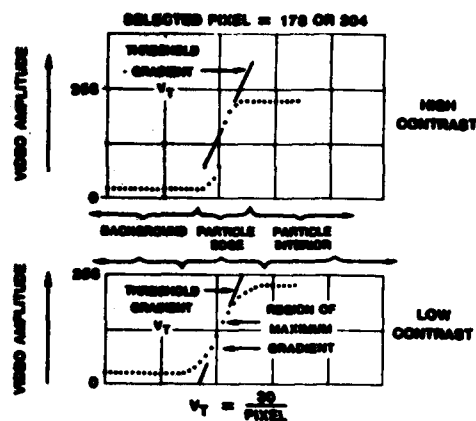 SELECTED PIXEL = 178 OR 204
THRESHOLD
GRADIENT
V_T
256
0
VIDEO AMPLITUDE
HIGH
CONTRAST
BACKGROUND
PARTICLE
EDGE
PARTICLE
INTERIOR
256
0
VIDEO AMPLITUDE
THRESHOLD
GRADIENT
V_T
REGION OF
MAXIMUM
GRADIENT
LOW
CONTRAST
V_T = 20 / PIXEL